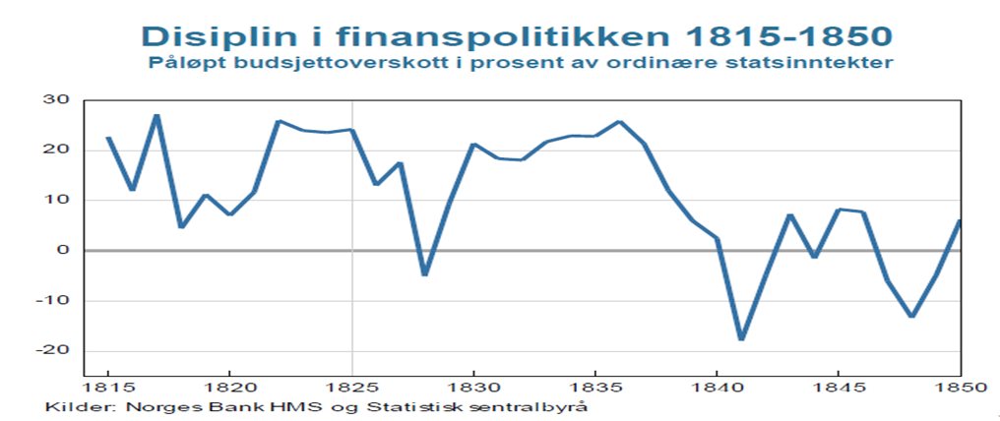 Disiplin i finanspolitikken 1815-1850
Påløpt budsjettoverskott i prosent av ordinære statsinntekter
30
20
10
0
-10
-20
1815 1820 1825 1830 1835 1840 1845 1850
Kilder: Norges Bank HMS og Statistisk sentralbyrå